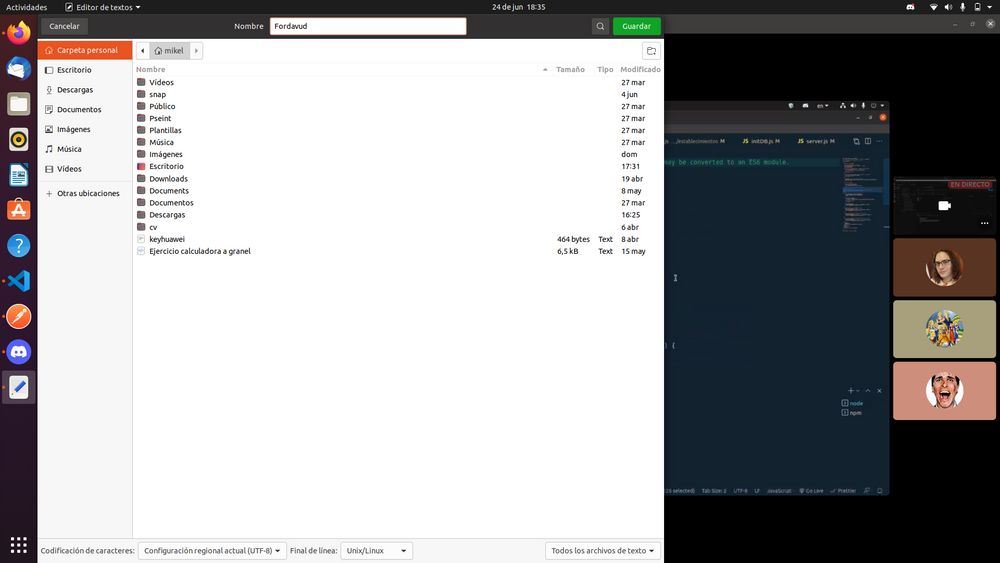 Actividades
Editor de textos
24 de jun 18:35
Cancelar
Nombre
Fordavud
Guardar
Carpeta personal
mikel
Escritorio
Descargas
Documentos
Imágenes
Música
Vídeos
Otras ubicaciones
Nombre Tamaño Tipo Modificado
Vídeos 27 mar
snap 4 jun
Público 27 mar
Pseint 27 mar
Plantillas 27 mar
Música 27 mar
Imágenes dom
Escritorio 17:31
Downloads 19 abr
Documents 8 may
Documentos 27 mar
Descargas 16:25
cv 6 abr
keyhuawei 464 bytes Text 8 abr
Ejercicio calculadora a granel 6,5 kB Text 15 may
Codificación de caracteres: Configuración regional actual (UTF-8) Final de línea: Unix/Linux Todos los archivos de texto
en
.js .../establecimientos M JS initDB.js M JS server.js M
may be converted to an ES6 module.
) {
node
npm
selected) Tab Size: 2 UTF-8 LF JavaScript Go Live Prettier
EN DIRECTO